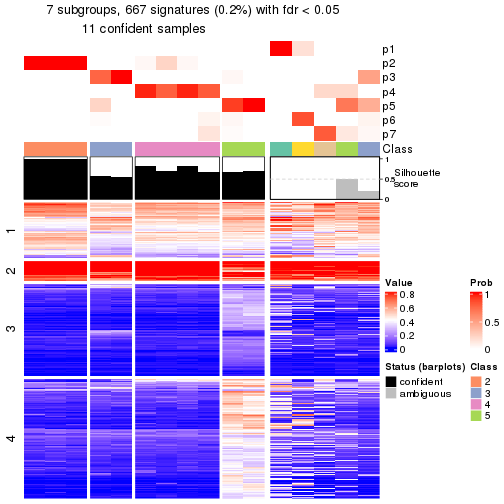 7 subgroups, 667 signatures (0.2%) with fdr < 0.05
11 confident samples
p1
p2
p3
p4
p5
p6
p7
Class
1
0.5
0
Silhouette
score
1
2
3
4
Value
0.8
0.6
0.4
0.2
0
Prob
1
0.5
0
Status (barplots)
confident
ambiguous
Class
2
3
4
5